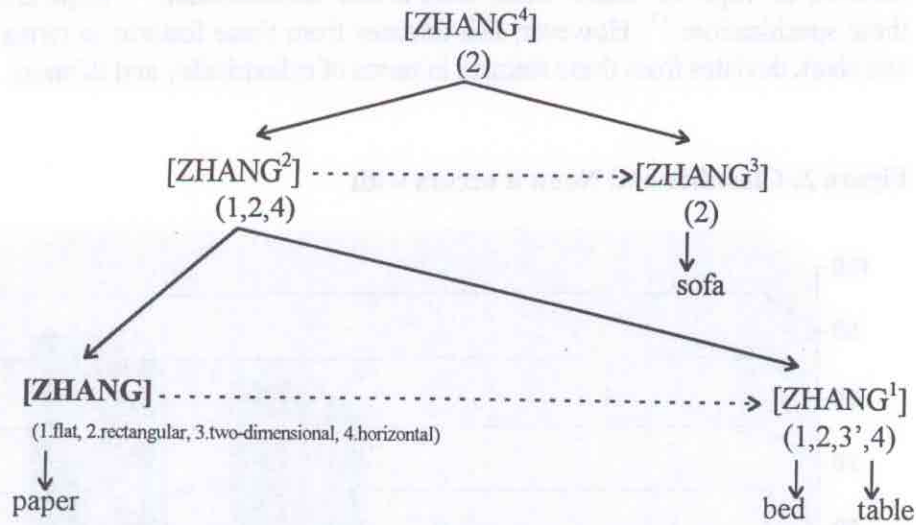 [ZHANG⁴]
(2)
[ZHANG²] [ZHANG³]
(1,2,4) (2)
sofa
[ZHANG] [ZHANG¹]
(1.flat, 2.rectangular, 3.two-dimensional, 4.horizontal) (1,2,3’,4)
paper bed table